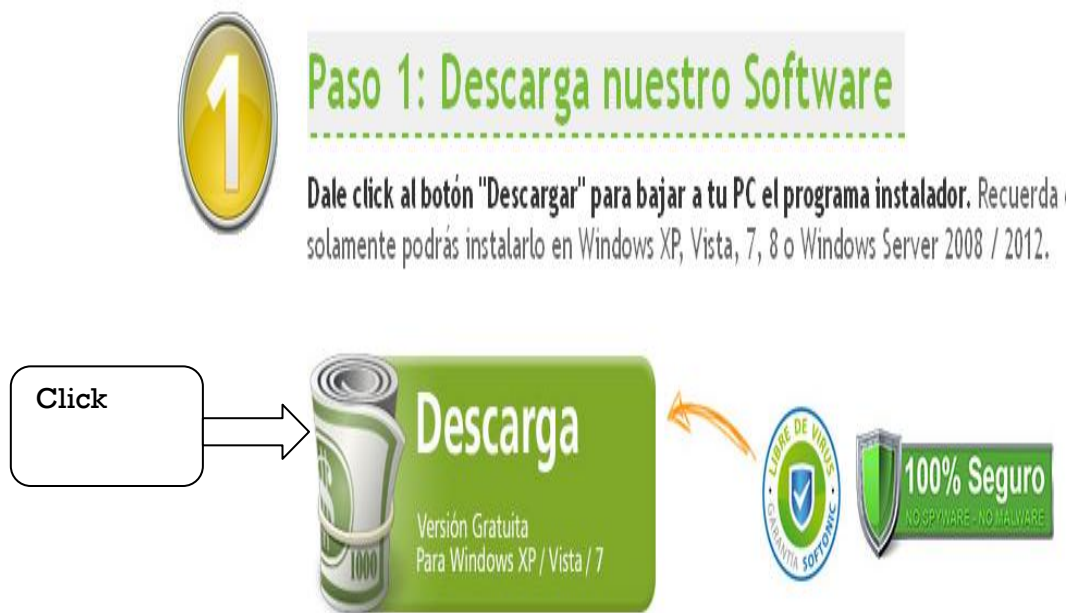 1
Paso 1: Descarga nuestro Software
Dale click al botón "Descargar" para bajar a tu PC el programa instalador. Recuerda
solamente podrás instalarlo en Windows XP, Vista, 7, 8 o Windows Server 2008 / 2012.
Click
Descarga
Versión Gratuita
Para Windows XP / Vista / 7
1000
LIBRE DE VIRUS
GARANTÍA SOFTONIC
100% Seguro
NO SPYWARE - NO MALWARE